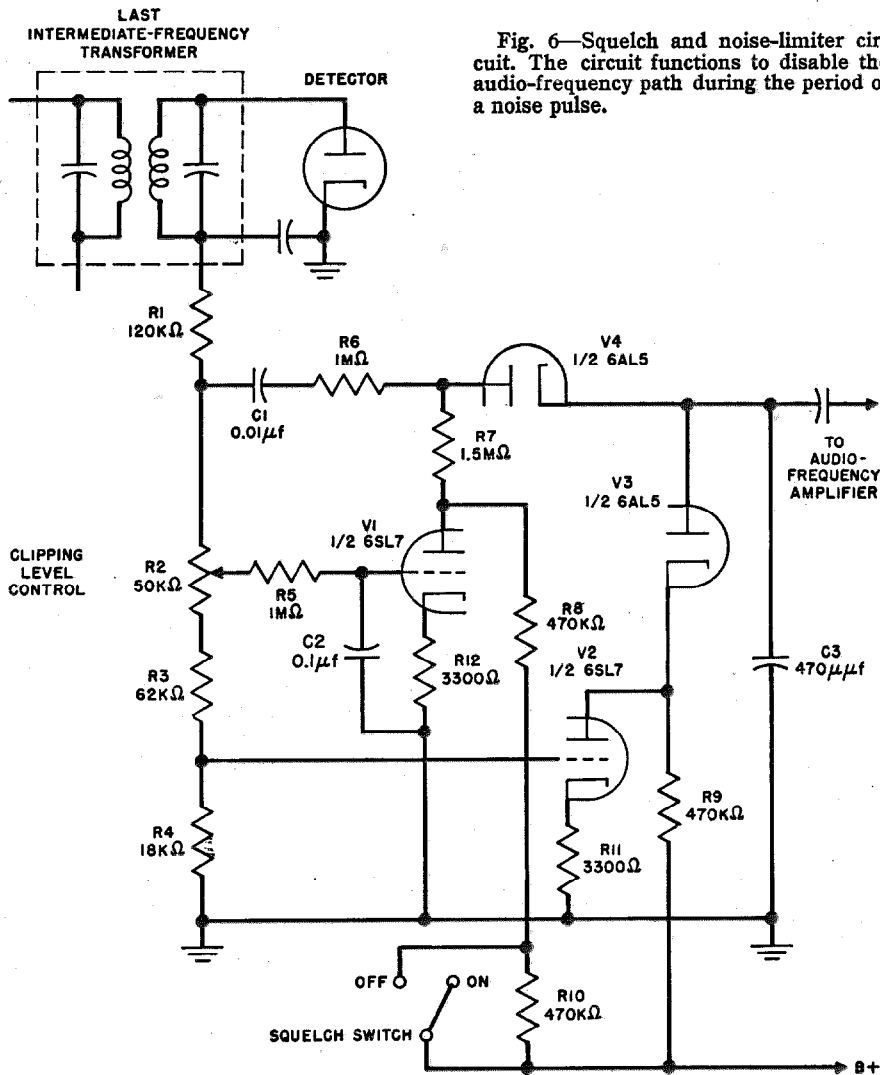 LAST
INTERMEDIATE-FREQUENCY
TRANSFORMER
DETECTOR
Fig. 6—Squelch and noise-limiter cir-
cuit. The circuit functions to disable the
audio-frequency path during the period o
a noise pulse.
R1
120KΩ
C1
0.01μf
R6
1MΩ
V4
1/2 6AL5
R7
1.5MΩ
TO
AUDIO-
FREQUENCY
AMPLIFIER
V3
1/2 6AL5
V1
1/2 6SL7
CLIPPING
LEVEL
CONTROL
R2
50KΩ
R5
1MΩ
C2
0.1μf
R12
3300Ω
R8
470KΩ
V2
1/2 6SL7
C3
470μμf
R3
62KΩ
R4
18KΩ
R11
3300Ω
R9
470KΩ
OFF
ON
SQUELCH SWITCH
R10
470KΩ
B+